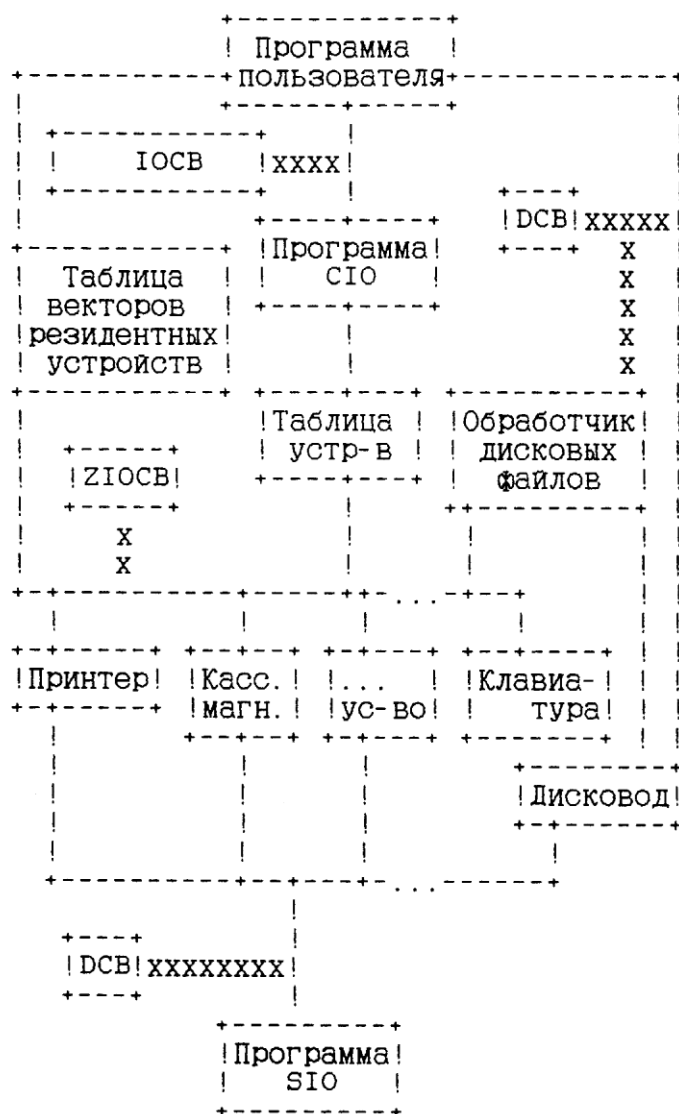 Программа
пользователя
IOCB XXXX
DCB XXXXX
Программа X
Таблица CIO X
векторов X
резидентных X
устройств X
Таблица Обработчик
устр-в дисковых
ZIOCB файлов
X
X
...
Принтер Касс. ... Клавиа-
магн. ус-во тура
Дисковод
...
DCB XXXXXXXX
Программа
SIO